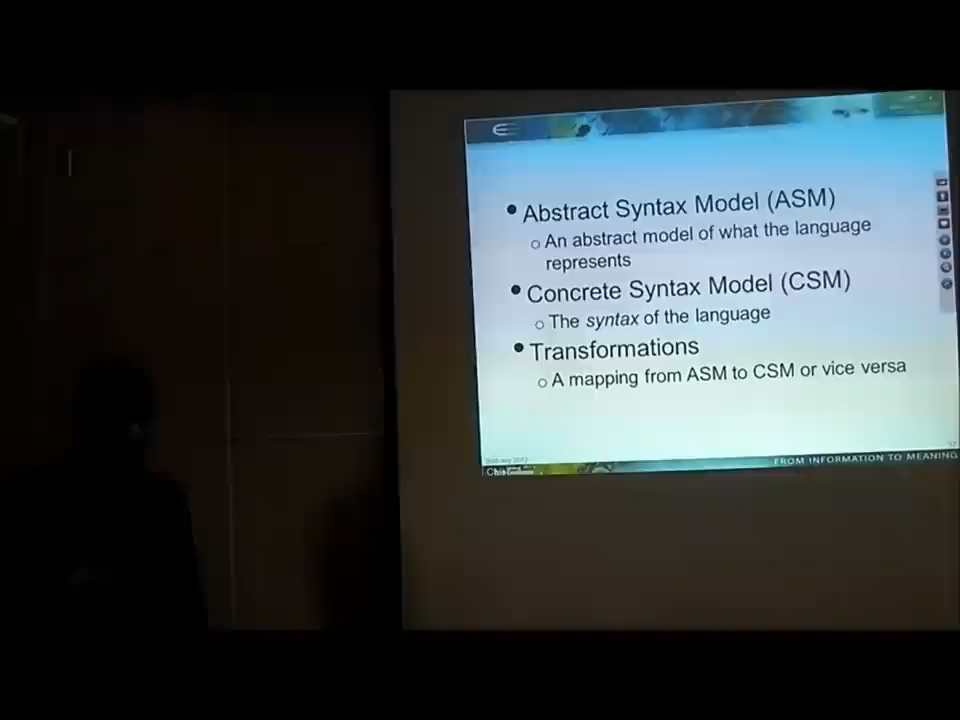 • Abstract Syntax Model (ASM)
o An abstract model of what the language
represents
• Concrete Syntax Model (CSM)
o The syntax of the language
• Transformations
o A mapping from ASM to CSM or vice versa
FROM INFORMATION TO MEANING